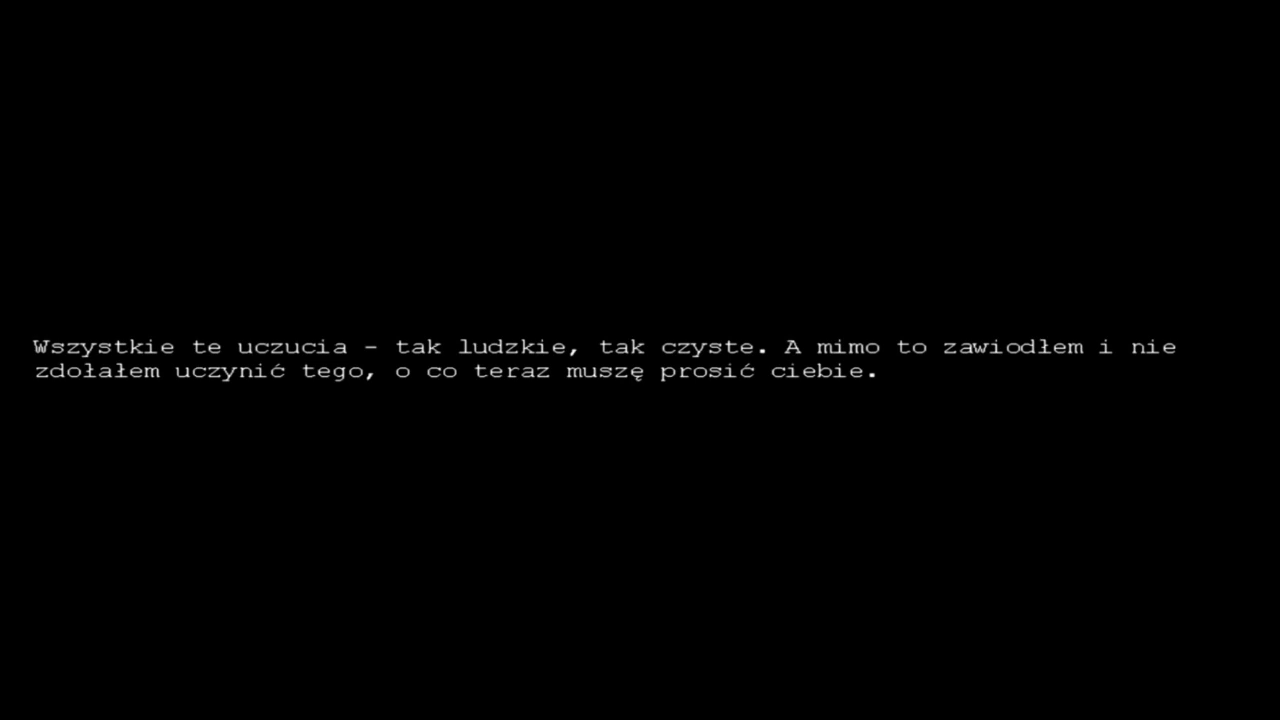 Wszystkie te uczucia - tak ludzkie, tak czyste. A mimo to zawiodłem i nie
zdołałem uczynić tego, o co teraz muszę prosić ciebie.